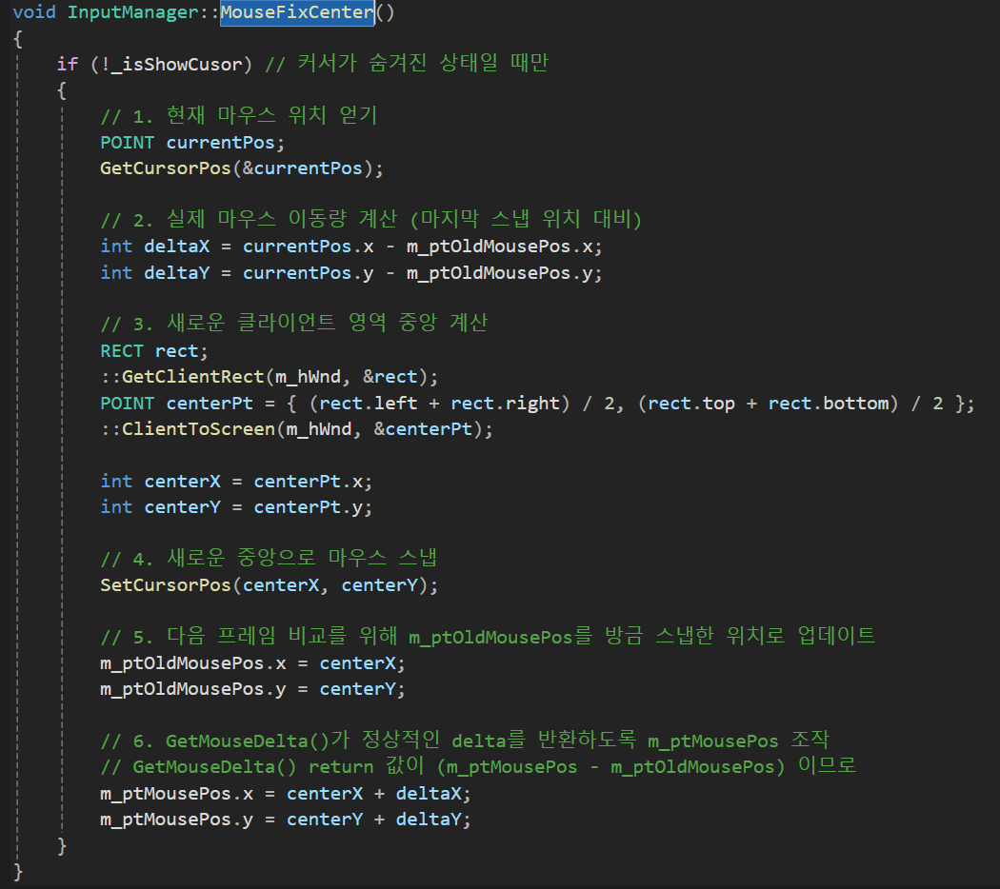 void InputManager::MouseFixCenter()
{
if (!_isShowCusor) // 커서가 숨겨진 상태일 때만
{
// 1. 현재 마우스 위치 얻기
POINT currentPos;
GetCursorPos(&currentPos);
// 2. 실제 마우스 이동량 계산 (마지막 스냅 위치 대비)
int deltaX = currentPos.x - m_ptOldMousePos.x;
int deltaY = currentPos.y - m_ptOldMousePos.y;
// 3. 새로운 클라이언트 영역 중앙 계산
RECT rect;
::GetClientRect(m_hWnd, &rect);
POINT centerPt = { (rect.left + rect.right) / 2, (rect.top + rect.bottom) / 2 };
::ClientToScreen(m_hWnd, &centerPt);
int centerX = centerPt.x;
int centerY = centerPt.y;
// 4. 새로운 중앙으로 마우스 스냅
SetCursorPos(centerX, centerY);
// 5. 다음 프레임 비교를 위해 m_ptOldMousePos를 방금 스냅한 위치로 업데이트
m_ptOldMousePos.x = centerX;
m_ptOldMousePos.y = centerY;
// 6. GetMouseDelta()가 정상적인 delta를 반환하도록 m_ptMousePos 조작
// GetMouseDelta() return 값이 (m_ptMousePos - m_ptOldMousePos) 이므로
m_ptMousePos.x = centerX + deltaX;
m_ptMousePos.y = centerY + deltaY;
}
}